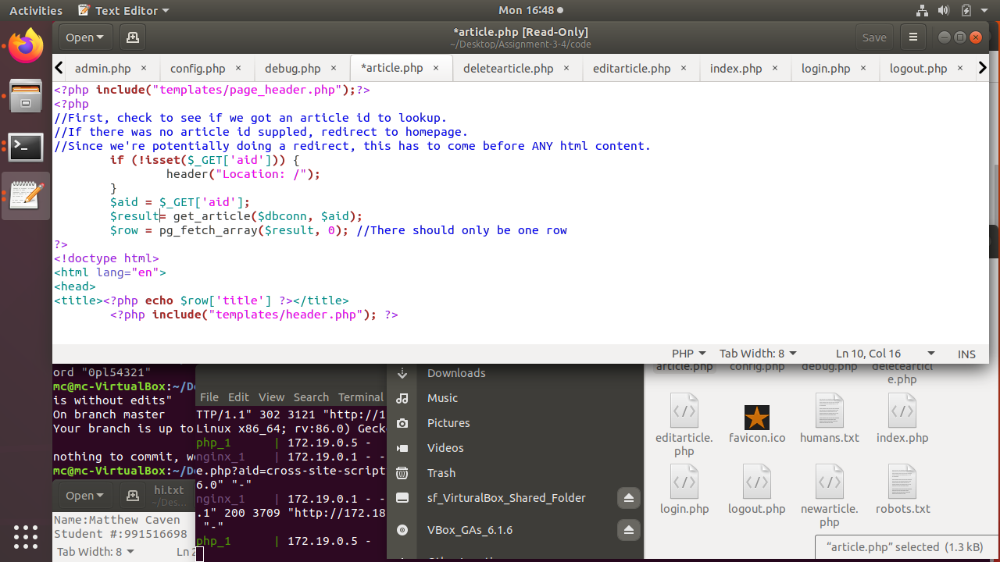 Activities Text Editor Mon 16:48
Open *article.php [Read-Only] Save
~/Desktop/Assignment-3-4/code
admin.php config.php debug.php *article.php deletearticle.php editarticle.php index.php login.php logout.php
<?php include("templates/page_header.php");?>
<?php
//First, check to see if we got an article id to lookup.
//If there was no article id suppled, redirect to homepage.
//Since we're potentially doing a redirect, this has to come before ANY html content.
if (!isset($_GET['aid'])) {
header("Location: /");
}
$aid = $_GET['aid'];
$result= get_article($dbconn, $aid);
$row = pg_fetch_array($result, 0); //There should only be one row
?>
<!doctype html>
<html lang="en">
<head>
<title><?php echo $row['title'] ?></title>
<?php include("templates/header.php"); ?>
PHP Tab Width: 8 Ln 10, Col 16 INS
ord "0pl54321"
mc@mc-VirtualBox:~/De
is without edits"
On branch master
Your branch is up to
nothing to commit, wo
mc@mc-VirtualBox:~/De
Open hi.txt
~/Des...
Name:Matthew Caven
Student #:991516698
Tab Width: 8 Ln 2
File Edit View Search Terminal
TTP/1.1" 302 3121 "http://1
Linux x86_64; rv:86.0) Geck
php_1 | 172.19.0.5 -
nginx_1 | 172.19.0.1 - -
e.php?aid=cross-site-script
6.0" "-"
nginx_1 | 172.19.0.1 - -
.1" 200 3709 "http://172.18
"-"
php_1 | 172.19.0.5 -
Downloads
Music
Pictures
Videos
Trash
sf_VirturalBox_Shared_Folder
VBox_GAs_6.1.6
article.php config.php debug.php deletearticl
e.php
editarticle.
php
favicon.ico humans.txt index.php
login.php logout.php newarticle.
php
robots.txt
"article.php" selected (1.3 kB)